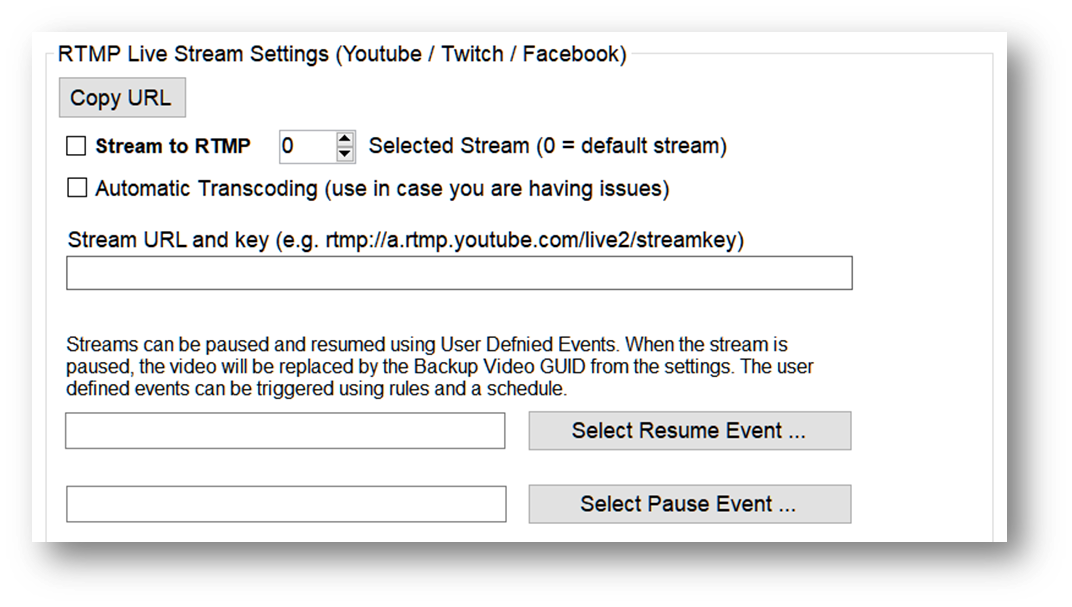 RTMP Live Stream Settings (Youtube / Twitch / Facebook)
Copy URL
Stream to RTMP 0 Selected Stream (0 = default stream)
Automatic Transcoding (use in case you are having issues)
Stream URL and key (e.g. rtmp://a.rtmp.youtube.com/live2/streamkey)
Streams can be paused and resumed using User Defnied Events. When the stream is
paused, the video will be replaced by the Backup Video GUID from the settings. The user
defined events can be triggered using rules and a schedule.
Select Resume Event ...
Select Pause Event ...